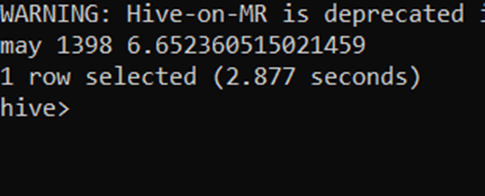 WARNING: Hive-on-MR is deprecated i
may 1398 6.652360515021459
1 row selected (2.877 seconds)
hive>